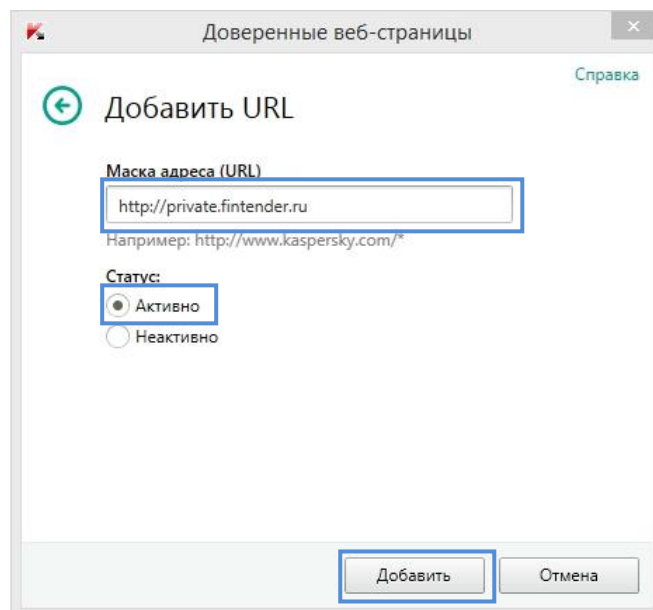 Доверенные веб-страницы
Справка
Добавить URL
Маска адреса (URL)
http://private.fintender.ru
Например: http://www.kaspersky.com/*
Статус:
Активно
Неактивно
Добавить
Отмена